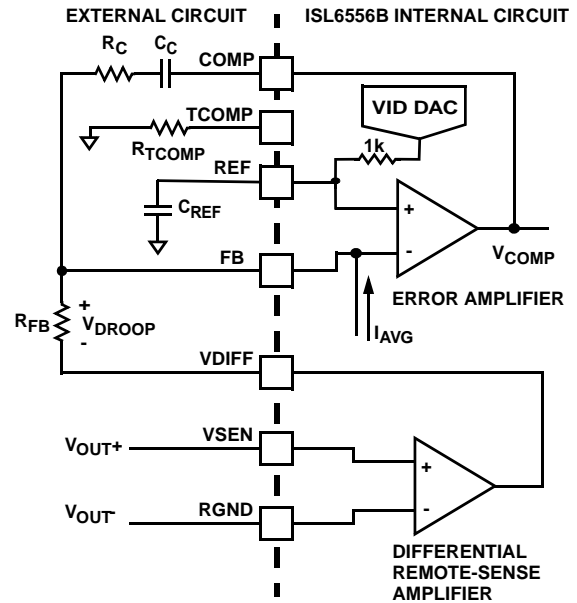 EXTERNAL CIRCUIT
ISL6556B INTERNAL CIRCUIT
RC
CC
COMP
TCOMP
VID DAC
RTCOMP
1k
REF
CREF
+
-
VCOMP
FB
ERROR AMPLIFIER
RFB
+
VDROOP
-
IAVG
VDIFF
VOUT+
VSEN
+
VOUT-
RGND
-
DIFFERENTIAL
REMOTE-SENSE
AMPLIFIER